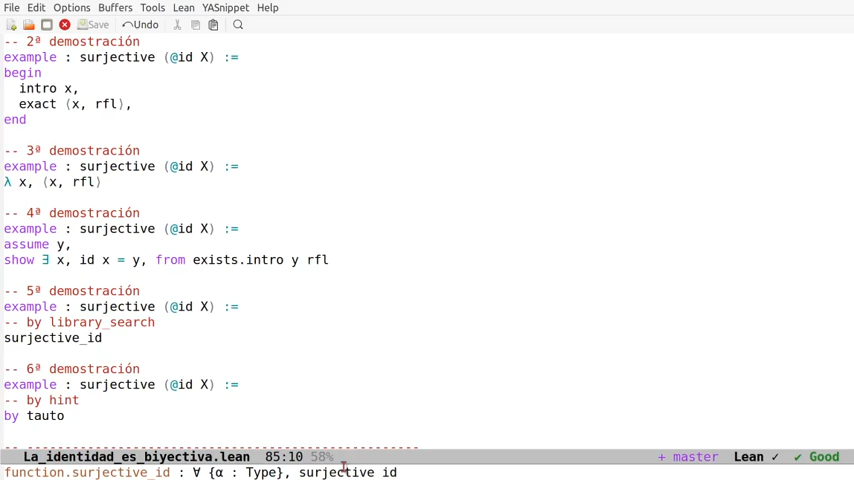 File Edit Options Buffers Tools Lean YASnippet Help
Save Undo
-- 2ª demostración
example : surjective (@id X) :=
begin
  intro x,
  exact ⟨x, rfl⟩,
end
-- 3ª demostración
example : surjective (@id X) :=
λ x, ⟨x, rfl⟩
-- 4ª demostración
example : surjective (@id X) :=
assume y,
show ∃ x, id x = y, from exists.intro y rfl
-- 5ª demostración
example : surjective (@id X) :=
-- by library_search
surjective_id
-- 6ª demostración
example : surjective (@id X) :=
-- by hint
by tauto
-- ---------------------------------------------------
La_identidad_es_biyectiva.lean 85:10 58% + master Lean ✓ ✔ Good
function.surjective_id : ∀ {α : Type}, surjective id